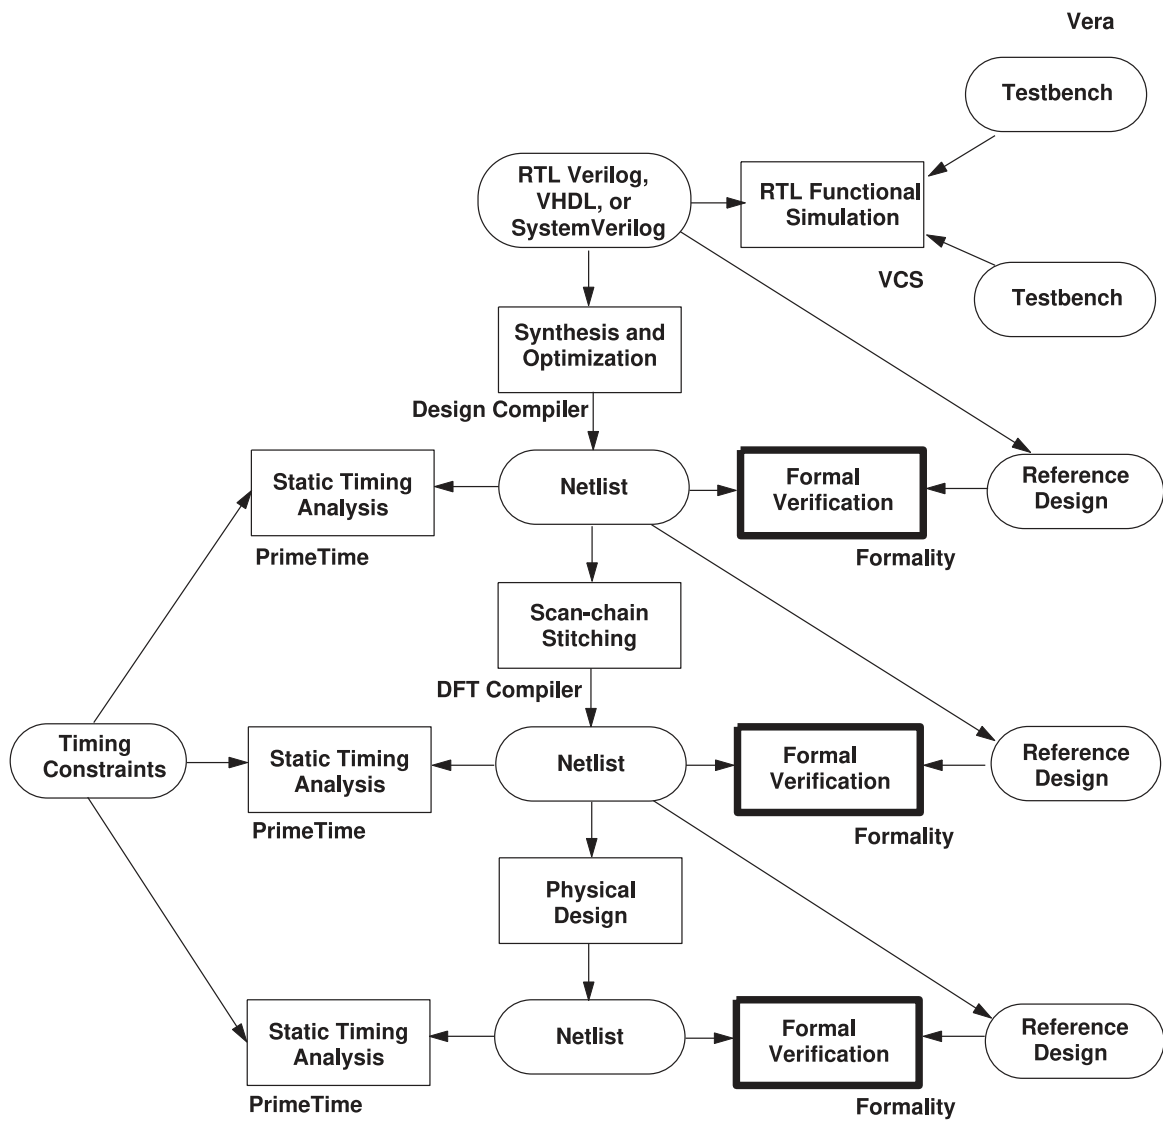 Vera
Testbench
RTL Verilog,
VHDL, or
SystemVerilog
RTL Functional
Simulation
VCS
Testbench
Synthesis and
Optimization
Design Compiler
Static Timing
Analysis
PrimeTime
Netlist
Formal
Verification
Formality
Reference
Design
Scan-chain
Stitching
DFT Compiler
Timing
Constraints
Static Timing
Analysis
PrimeTime
Netlist
Formal
Verification
Formality
Reference
Design
Physical
Design
Static Timing
Analysis
PrimeTime
Netlist
Formal
Verification
Formality
Reference
Design